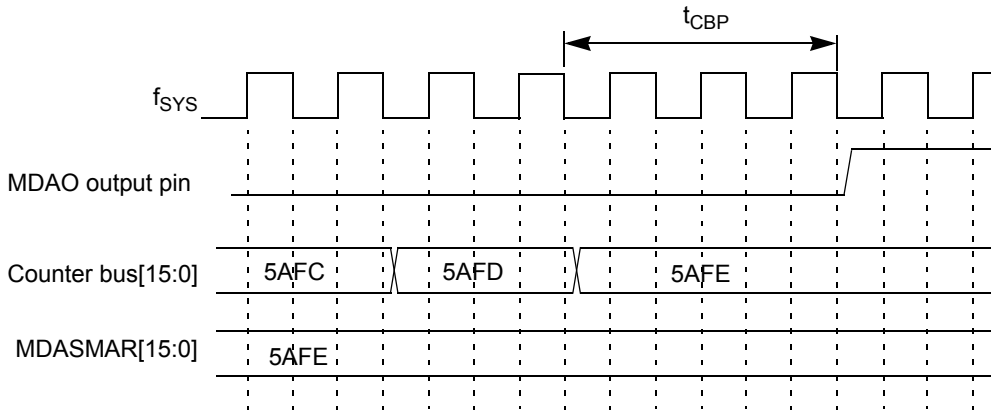 tCBP
fSYS
MDAO output pin
Counter bus[15:0] 5AFC 5AFD 5AFE
MDASMAR[15:0] 5AFE